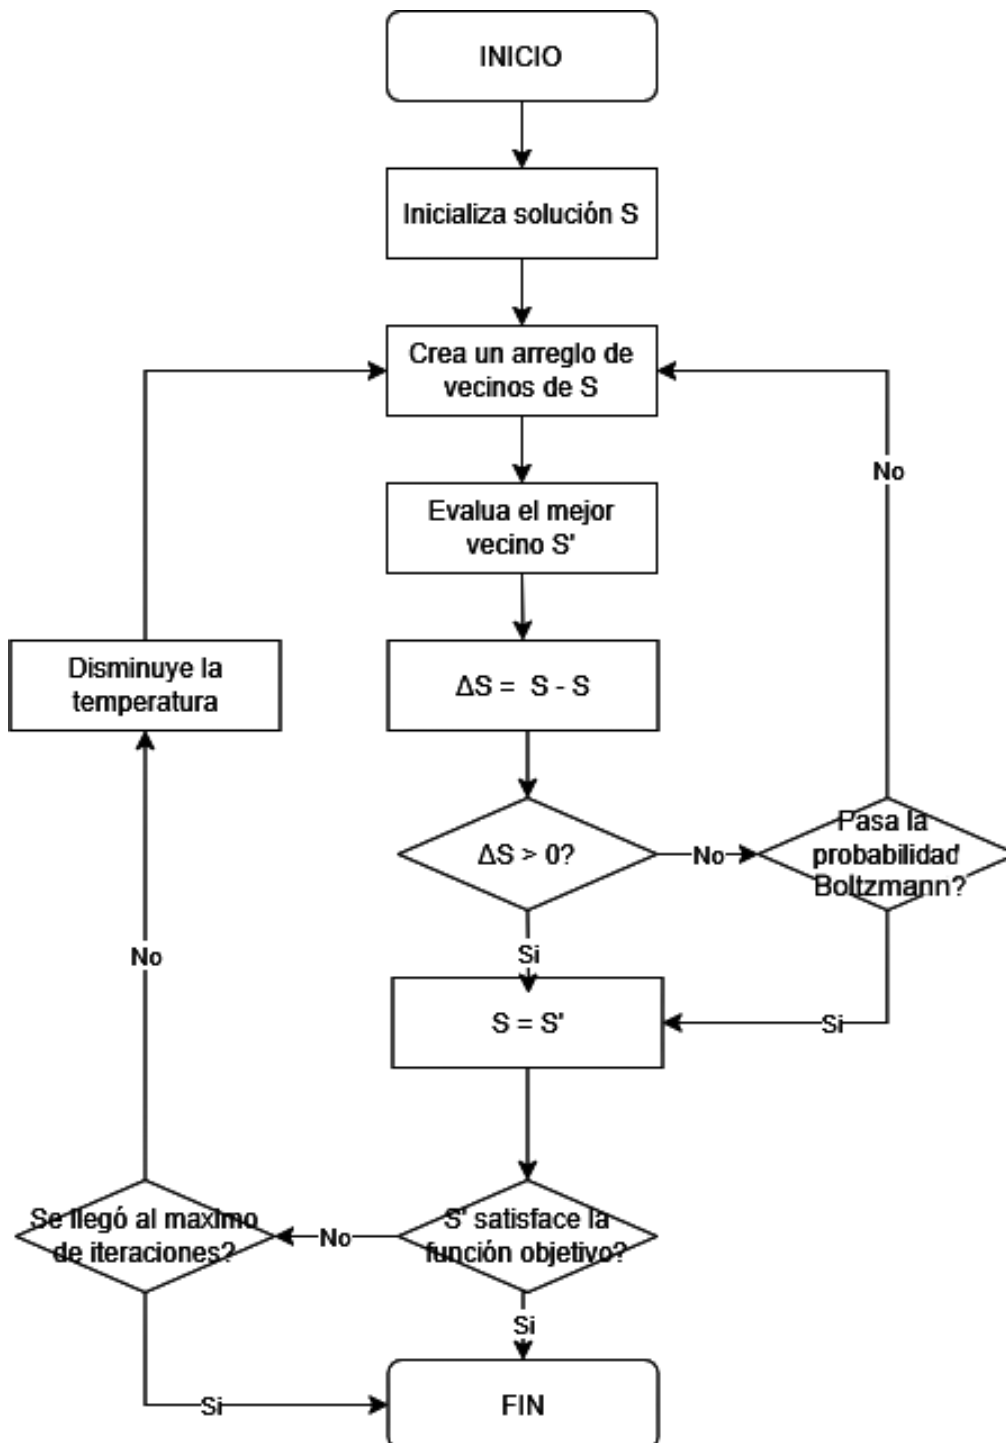 INICIO
Inicializa solución S
Crea un arreglo de
vecinos de S
No
Evalua el mejor
vecino S'
Disminuye la
temperatura
ΔS = S - S
ΔS > 0?
No
Pasa la
probabilidad
Boltzmann?
No
Si
S = S'
Si
Se llegó al maximo
de iteraciones?
No
S' satisface la
función objetivo?
Si
Si
FIN